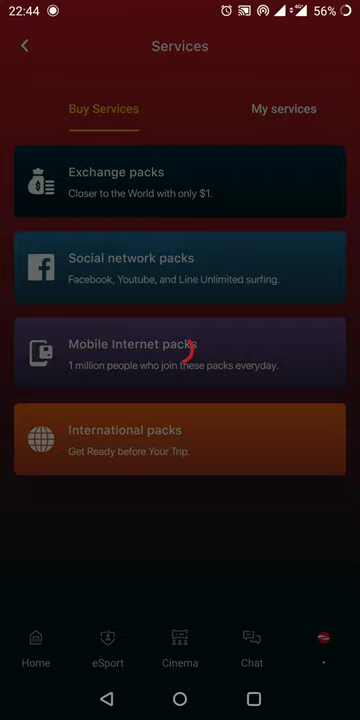 22:44
4G+
56%
Services
Buy Services
My services
Exchange packs
Closer to the World with only $1.
Social network packs
Facebook, Youtube, and Line Unlimited surfing.
Mobile Internet packs
1 million people who join these packs everyday.
International packs
Get Ready before Your Trip.
Home
eSport
Cinema
Chat